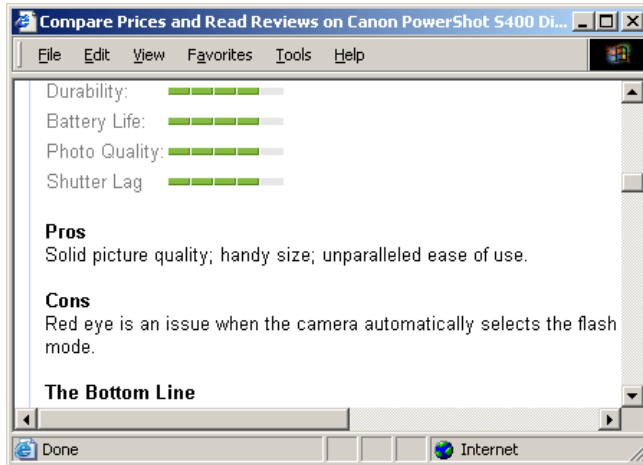 Compare Prices and Read Reviews on Canon PowerShot S400 Di...
File Edit View Favorites Tools Help
Durability:
Battery Life:
Photo Quality:
Shutter Lag
Pros
Solid picture quality; handy size; unparalleled ease of use.
Cons
Red eye is an issue when the camera automatically selects the flash
mode.
The Bottom Line
Done Internet